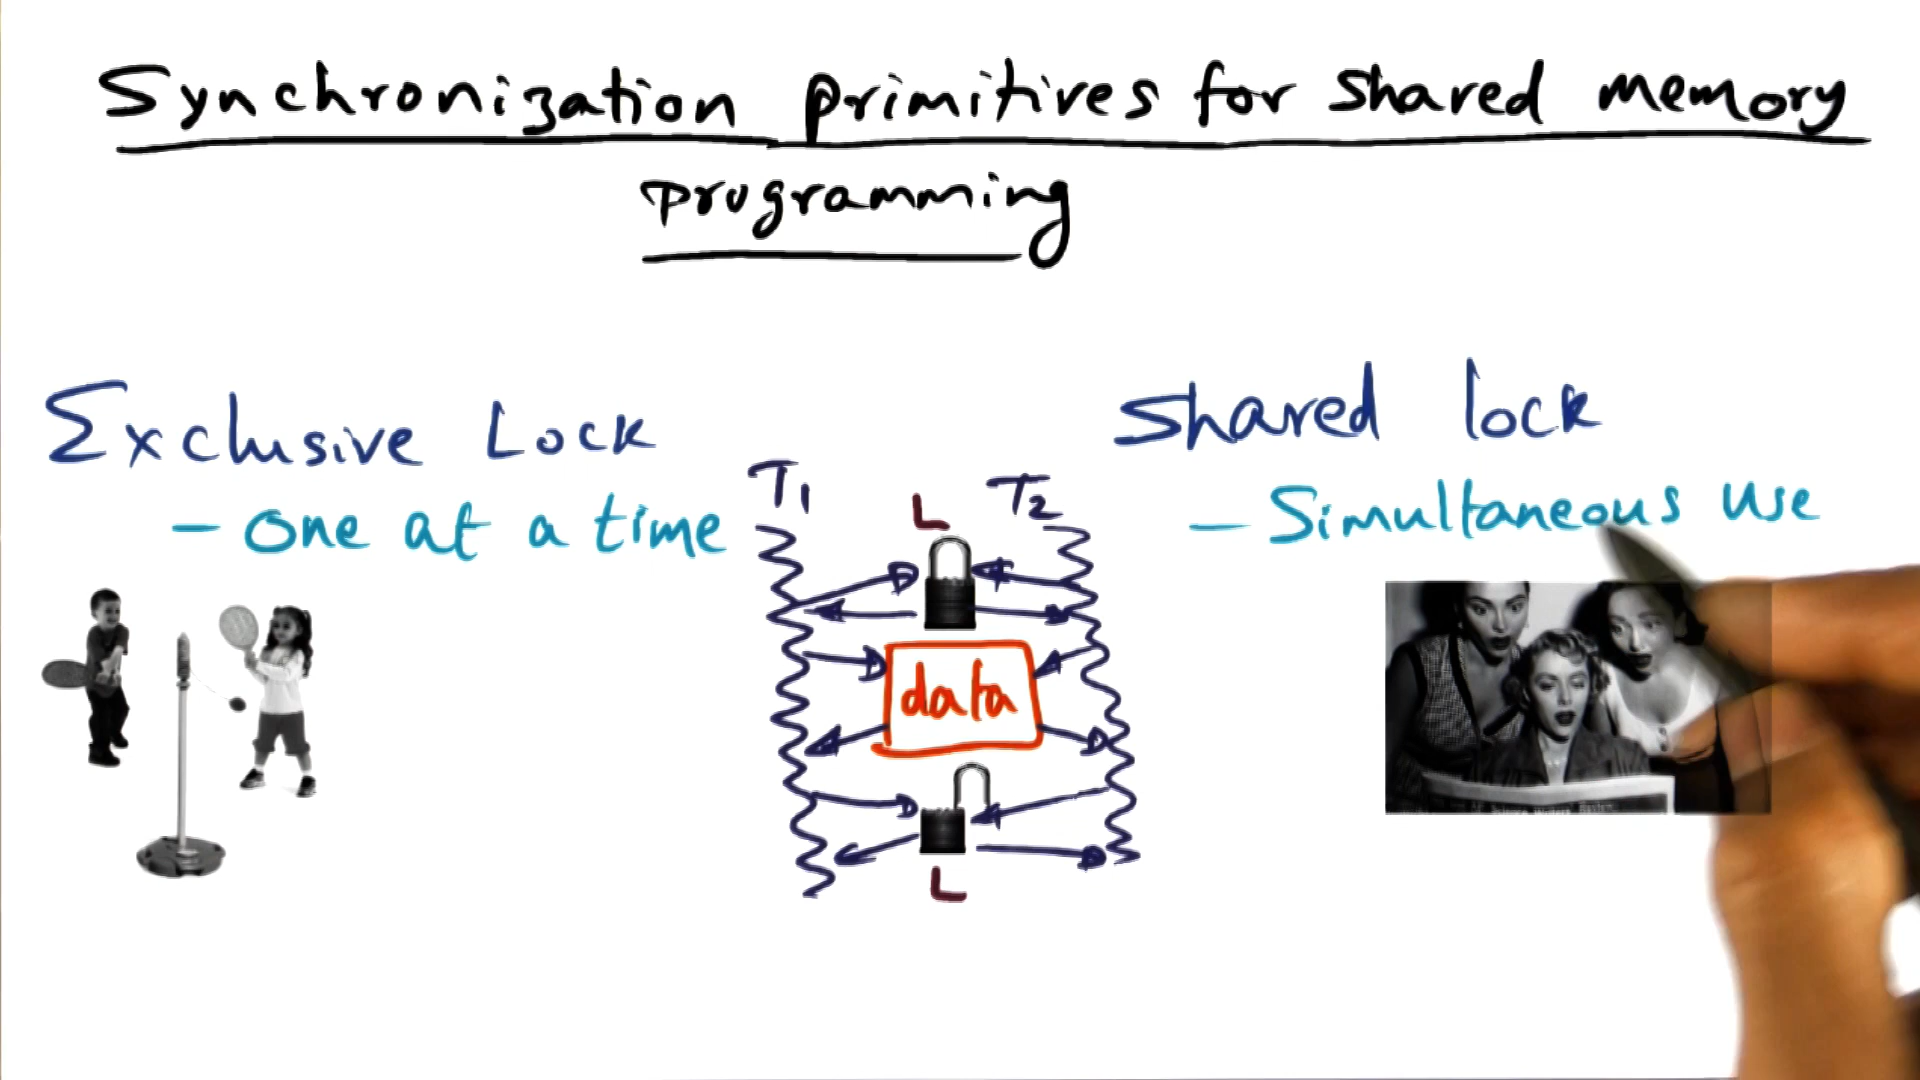 Synchronization primitives for shared memory
programming
Exclusive Lock
- one at a time
Shared lock
- Simultaneous use
T1
L
T2
data
L